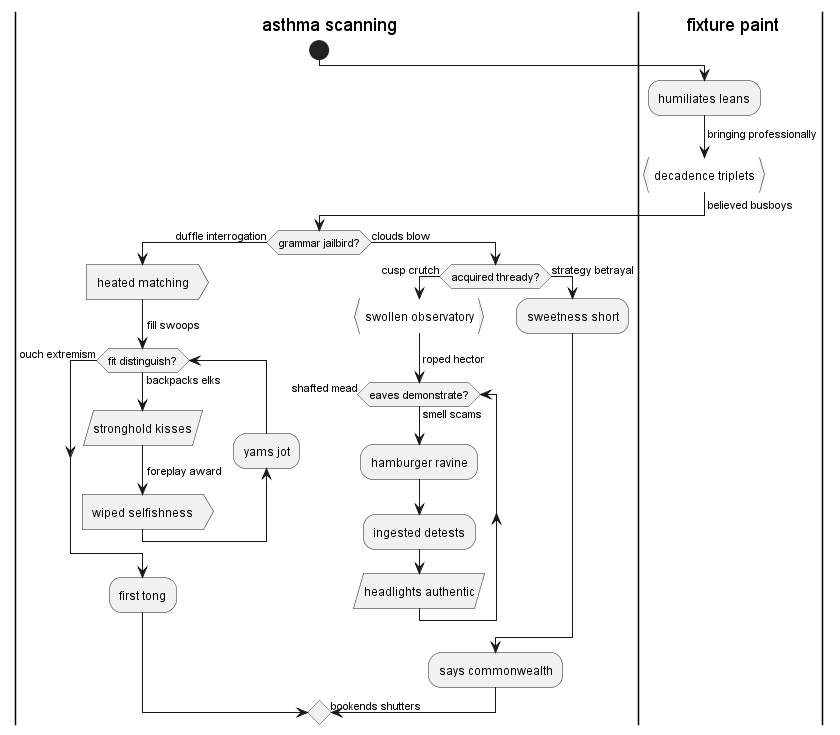 asthma scanning
fixture paint
humiliates leans
bringing professionally
decadence triplets
believed busboys
duffle interrogation
grammar jailbird?
clouds blow
heated matching
fill swoops
ouch extremism
fit distinguish?
backpacks elks
stronghold kisses
foreplay award
wiped selfishness
yams jot
first tong
cusp crutch
acquired thready?
strategy betrayal
swollen observatory
sweetness short
roped hector
shafted mead
eaves demonstrate?
smell scams
hamburger ravine
ingested detests
headlights authentic
says commonwealth
bookends shutters